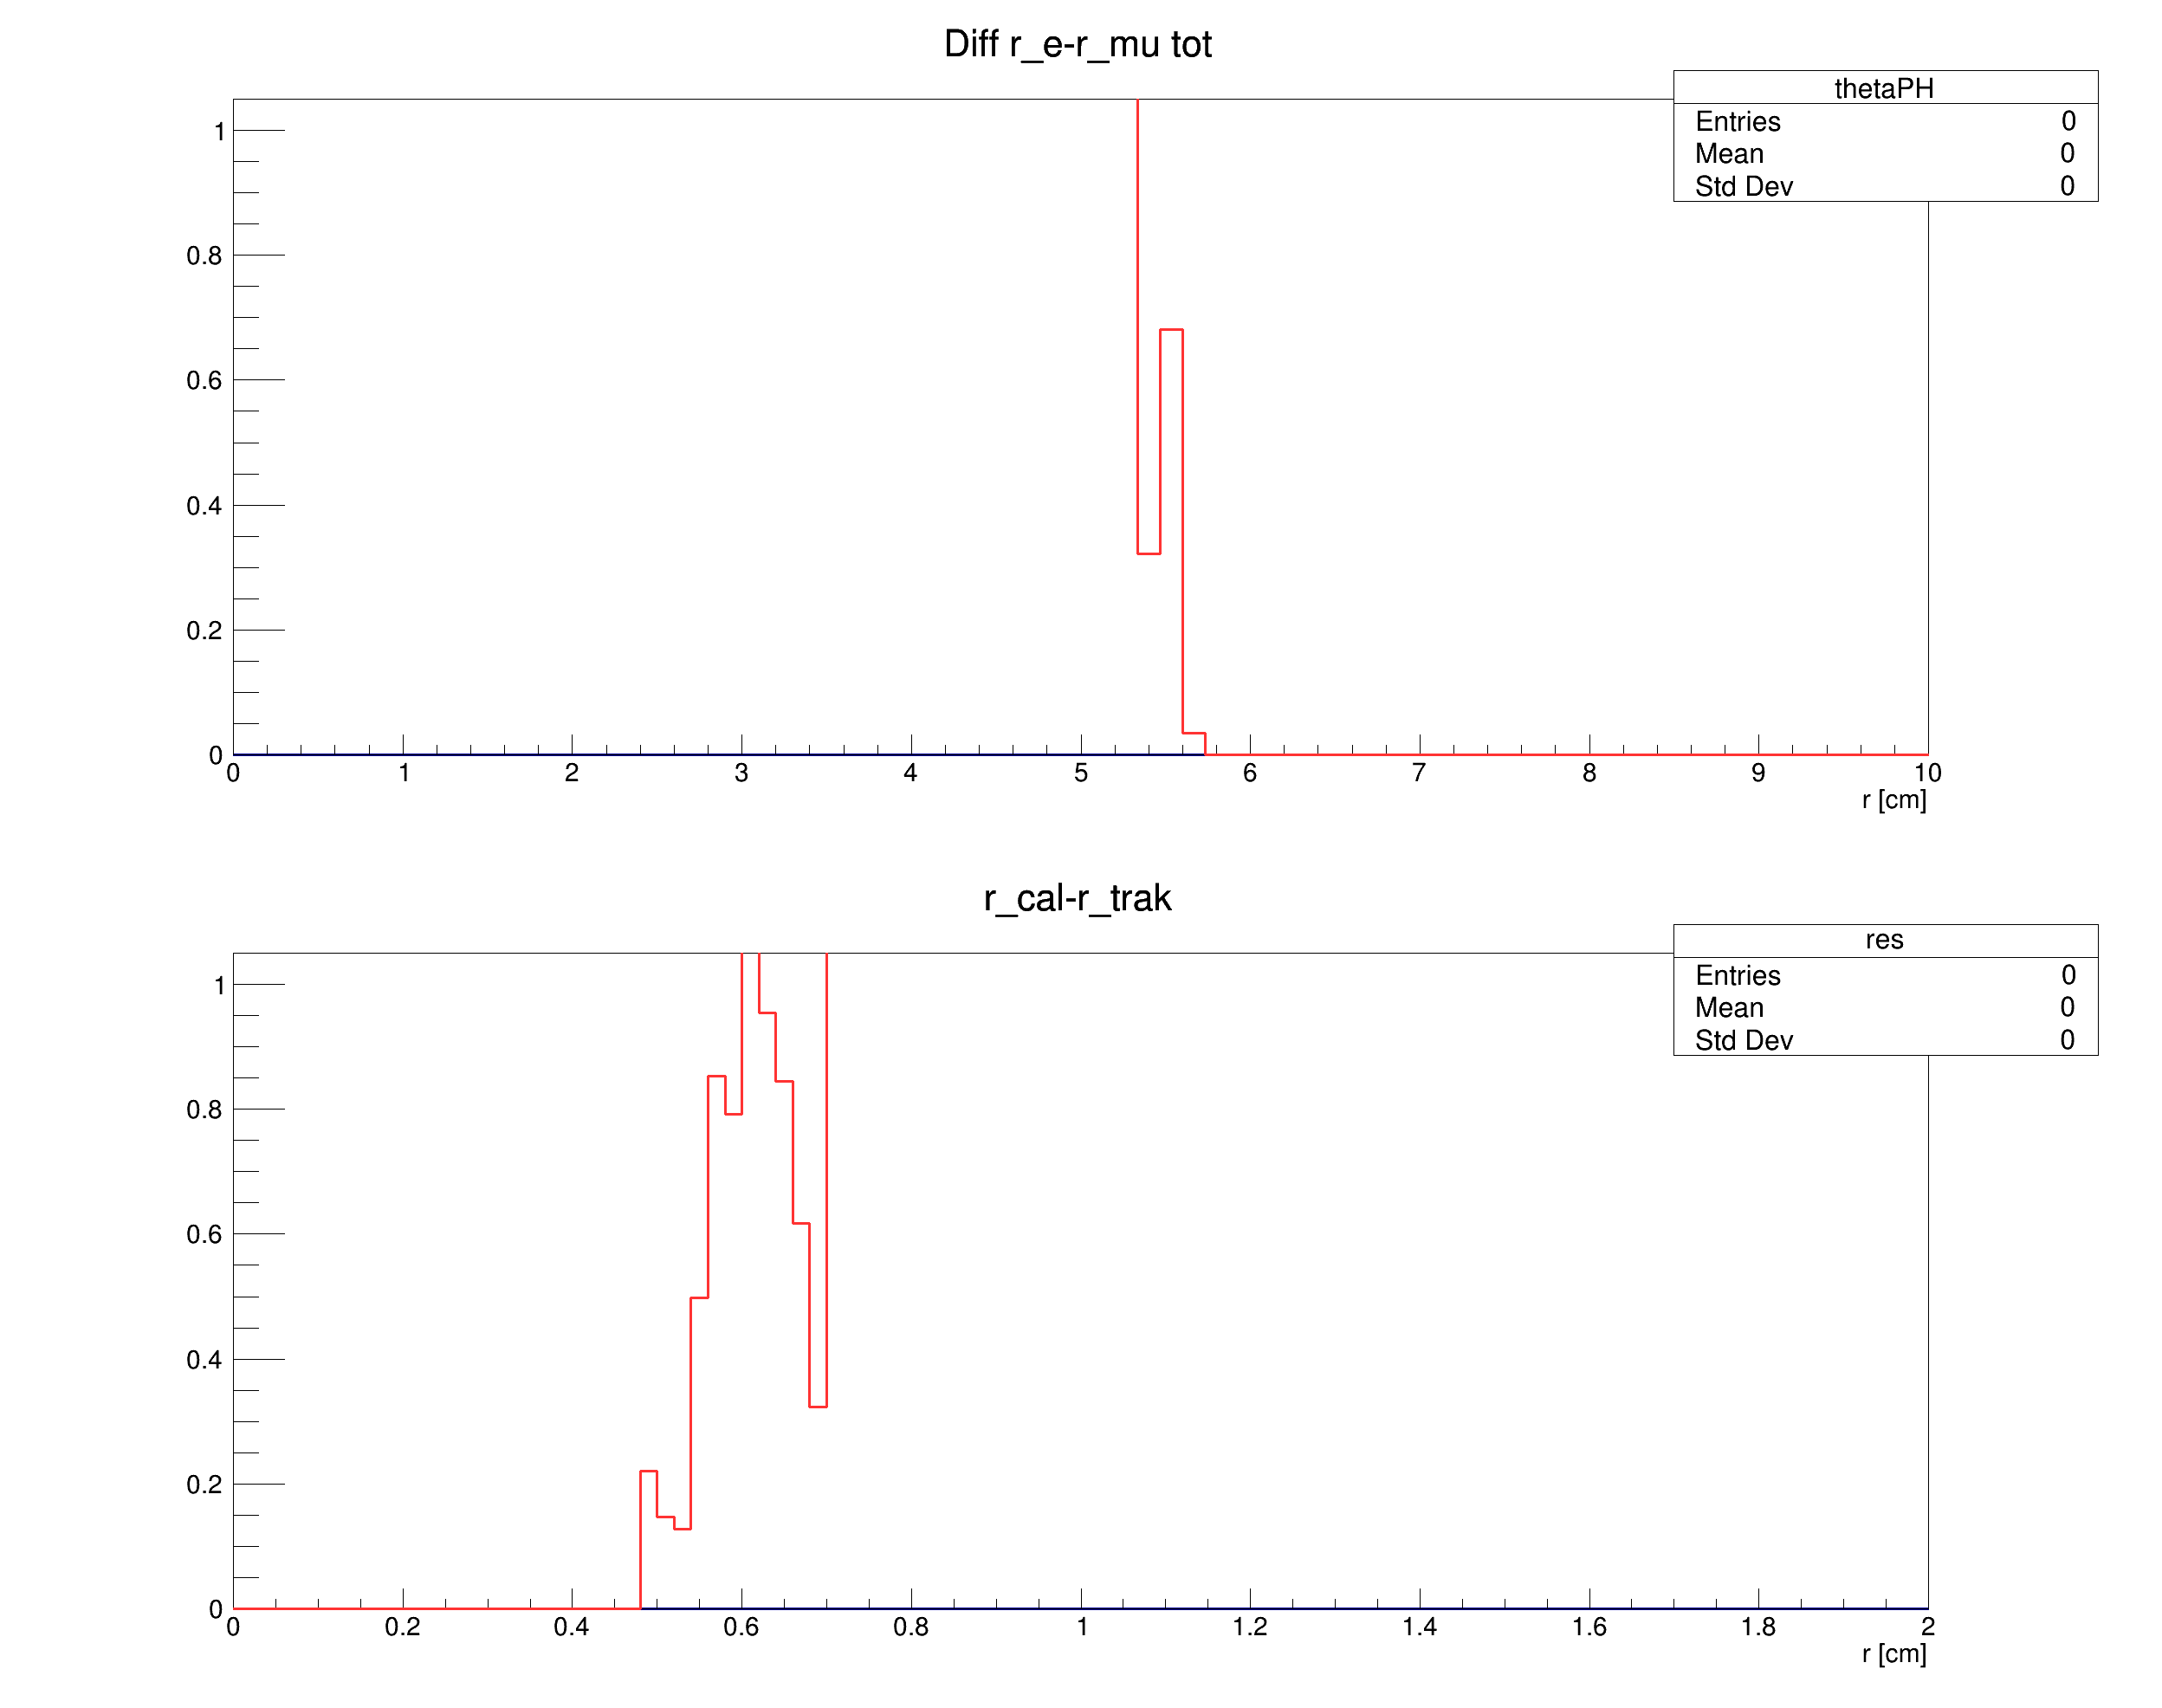 Diff r_e-r_mu tot
thetaPH
Entries 0
Mean 0
Std Dev 0
1
0.8
0.6
0.4
0.2
0
0 1 2 3 4 5 6 7 8 9 10
r [cm]
r_cal-r_trak
res
Entries 0
Mean 0
Std Dev 0
1
0.8
0.6
0.4
0.2
0
0 0.2 0.4 0.6 0.8 1 1.2 1.4 1.6 1.8 2
r [cm]